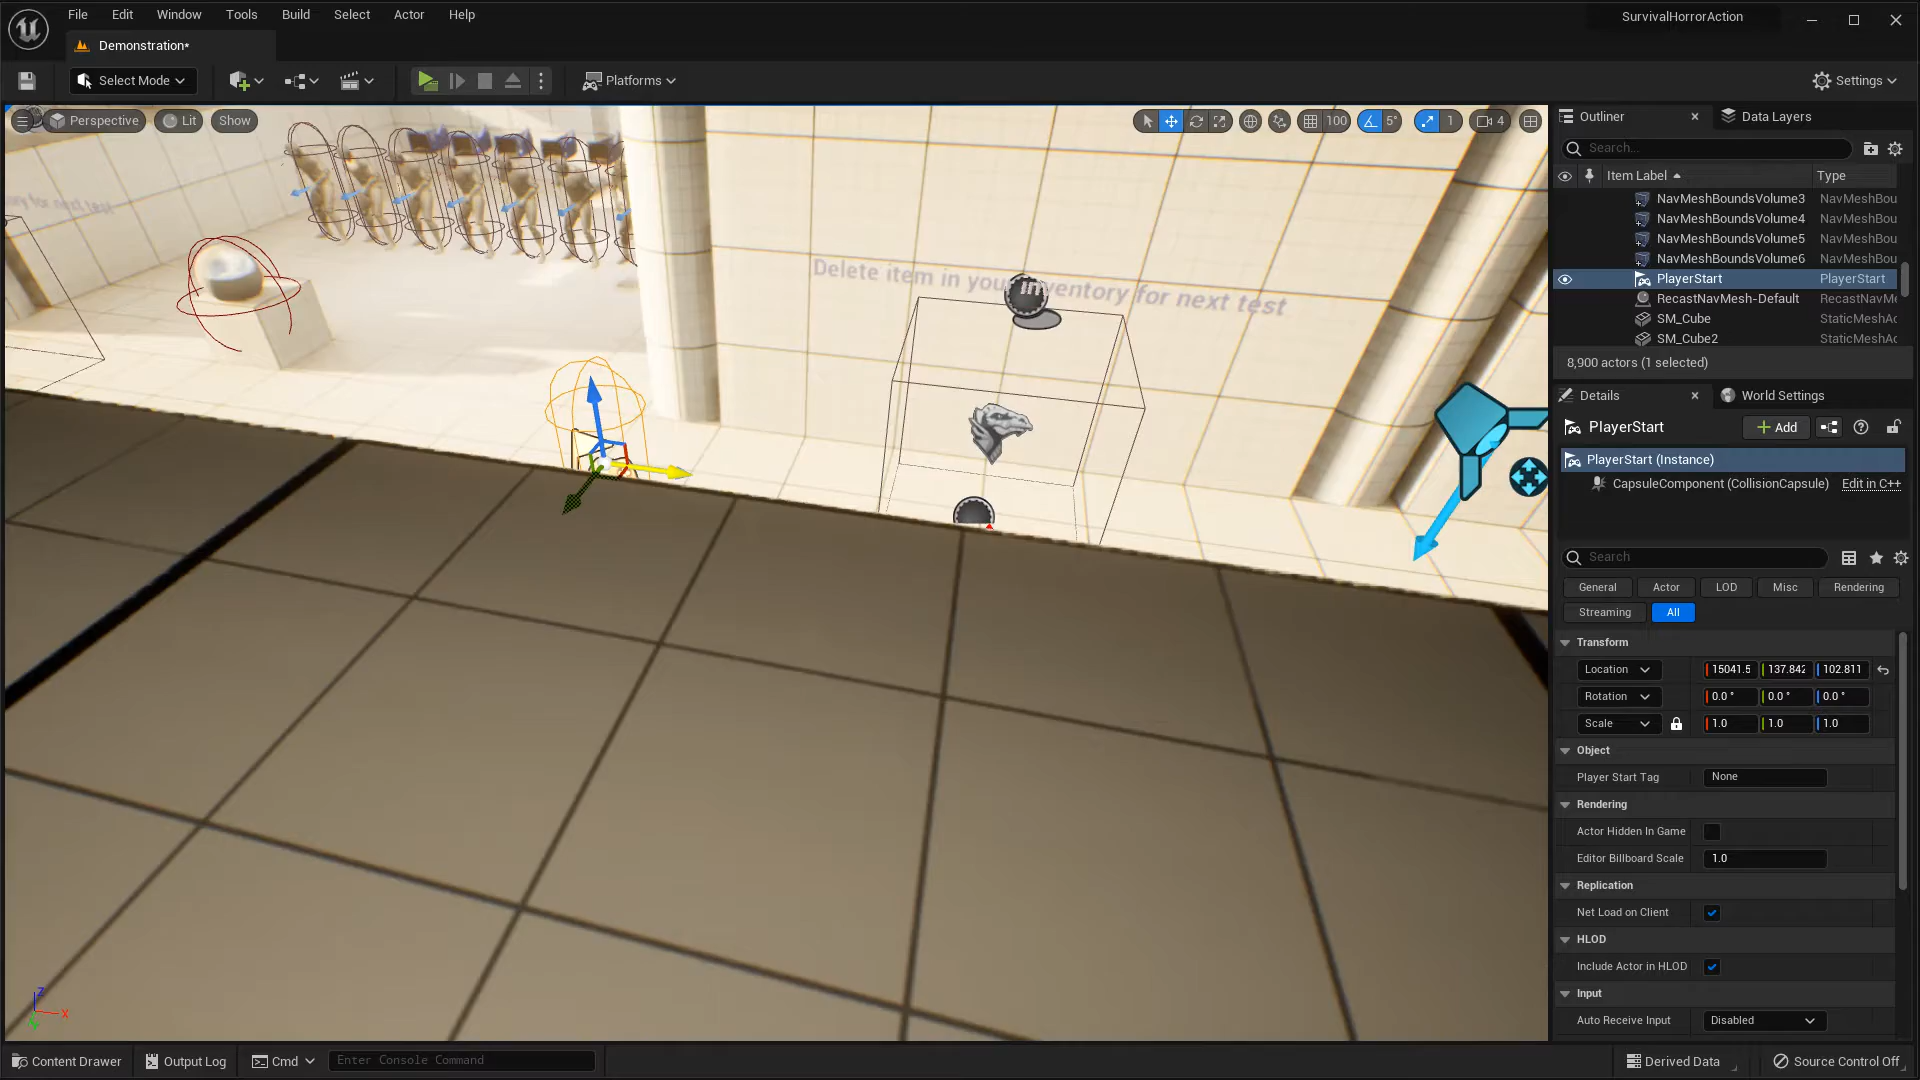 File Edit Window Tools Build Select Actor Help
SurvivalHorrorAction
Demonstration*
Select Mode
Platforms
Settings
Perspective
Lit
Show
100
5°
1
4
Delete item in your inventory for next test
Outliner
Data Layers
Search...
Item Label
Type
NavMeshBoundsVolume3 NavMeshBou
NavMeshBoundsVolume4 NavMeshBou
NavMeshBoundsVolume5 NavMeshBou
NavMeshBoundsVolume6 NavMeshBou
PlayerStart PlayerStart
RecastNavMesh-Default RecastNavMe
SM_Cube StaticMeshAc
SM_Cube2 StaticMeshAc
8,900 actors (1 selected)
Details
World Settings
PlayerStart
Add
PlayerStart (Instance)
CapsuleComponent (CollisionCapsule) Edit in C++
Search
General Actor LOD Misc Rendering
Streaming All
Transform
Location 15041.5 137.842 102.811
Rotation 0.0 ° 0.0 ° 0.0 °
Scale 1.0 1.0 1.0
Object
Player Start Tag None
Rendering
Actor Hidden In Game
Editor Billboard Scale 1.0
Replication
Net Load on Client
HLOD
Include Actor in HLOD
Input
Auto Receive Input Disabled
Z
X
Content Drawer
Output Log
Cmd
Enter Console Command
Derived Data
Source Control Off